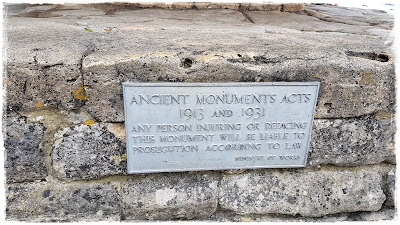 ANCIENT MONUMENTS ACTS
1913 AND 1931
ANY PERSON INJURING OR DEFACING
THIS MONUMENT WILL BE LIABLE TO
PROSECUTION ACCORDING TO LAW
MINISTRY OF WORKS